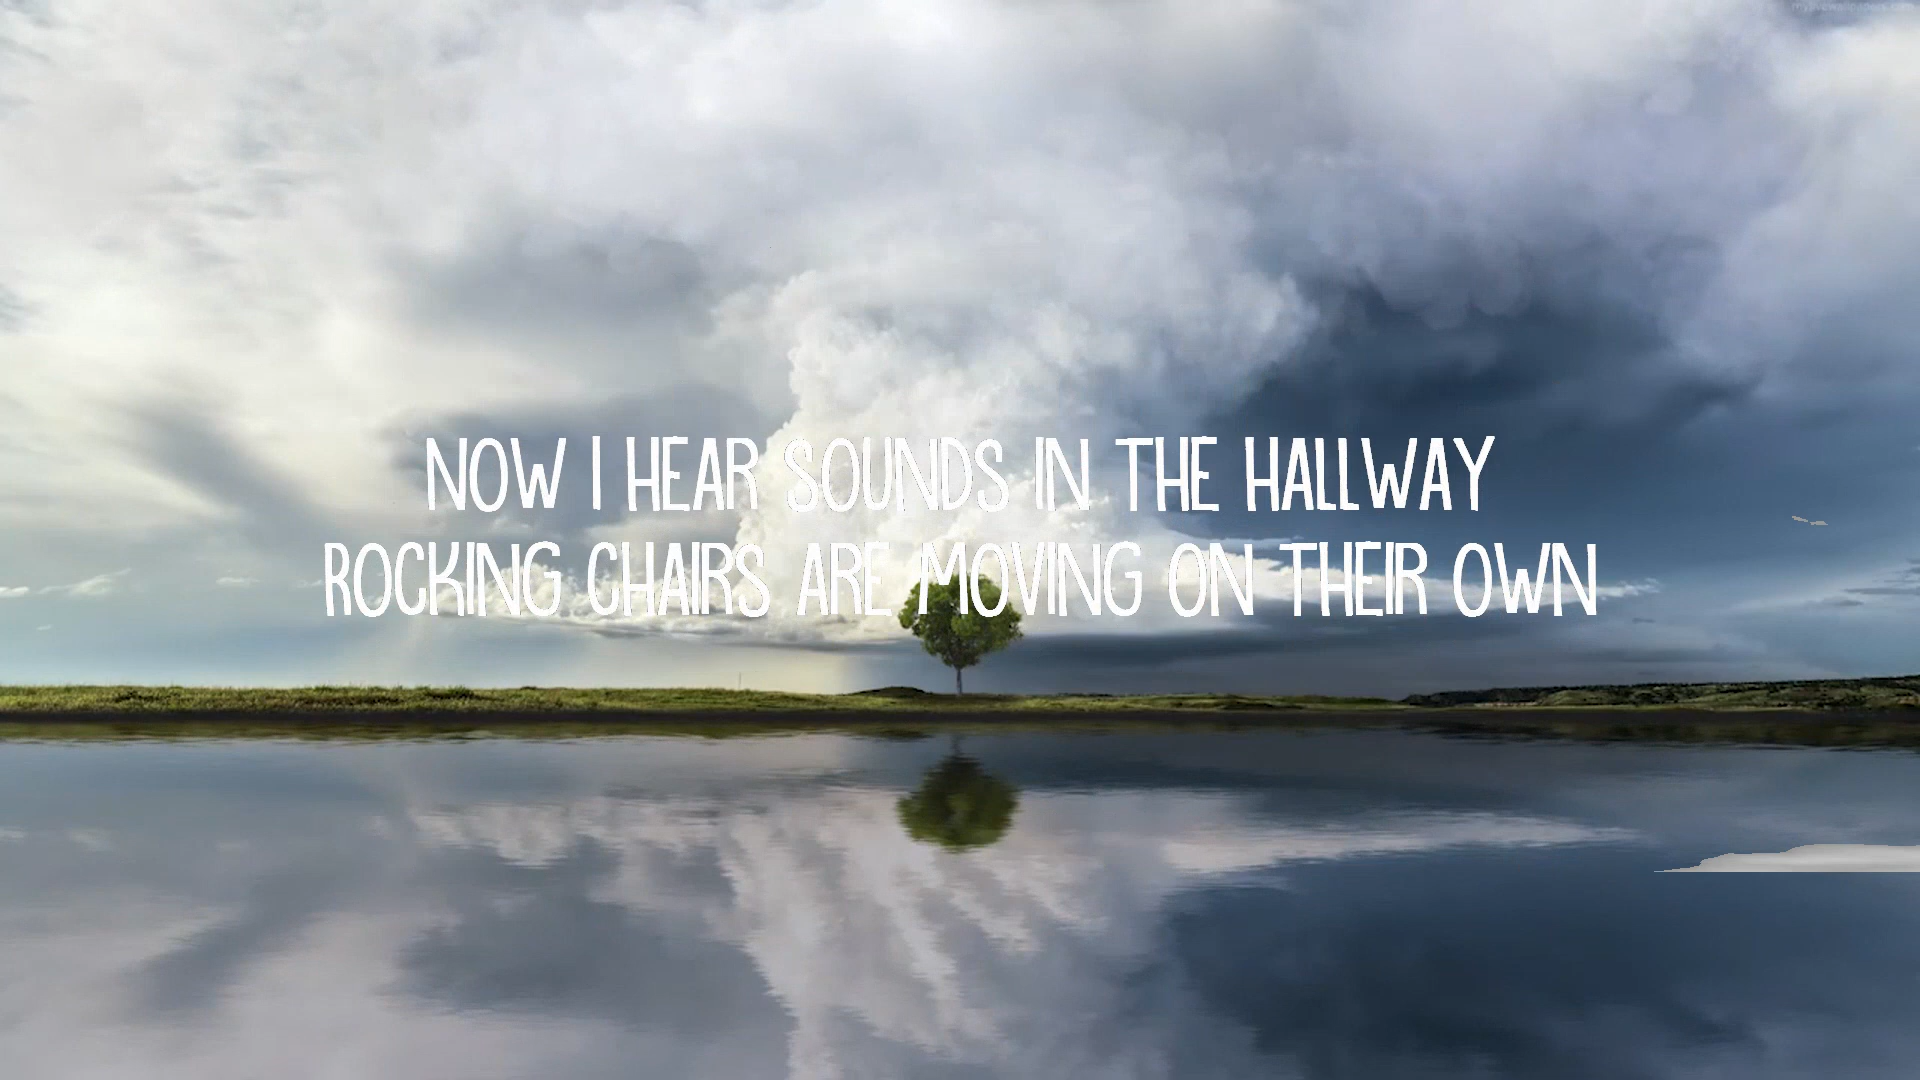 NOW I HEAR SOUNDS IN THE HALLWAY
ROCKING CHAIRS ARE MOVING ON THEIR OWN